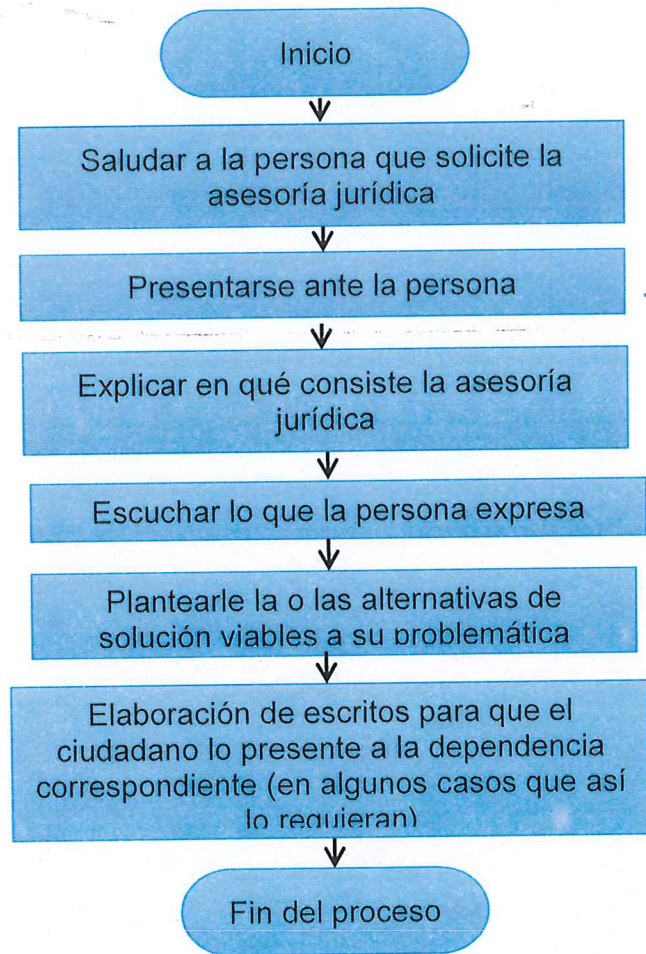 Inicio
Saludar a la persona que solicite la
asesoría jurídica
Presentarse ante la persona
Explicar en qué consiste la asesoría
jurídica
Escuchar lo que la persona expresa
Plantearle la o las alternativas de
solución viables a su problemática
Elaboración de escritos para que el
ciudadano lo presente a la dependencia
correspondiente (en algunos casos que así
lo requieran)
Fin del proceso